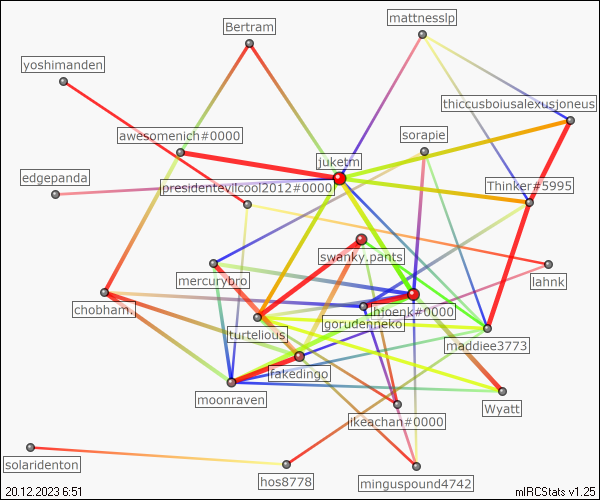 mattnesslp
Bertram
yoshimanden
thiccusboiusalexusjoneus
awesomenich#0000
sorapie
juketm
edgepanda
presidentevilcool2012#0000
Thinker#5995
swanky.pants
mercurybro
lahnk
chobham.
hjoenk#0000
gorudenneko
lturtelious
maddiee3773
fakedingo
moonraven
Wyatt
ikeachan#0000
solaridenton
hos8778
minguspound4742
20.12.2023 6:51
mIRCStats v1.25